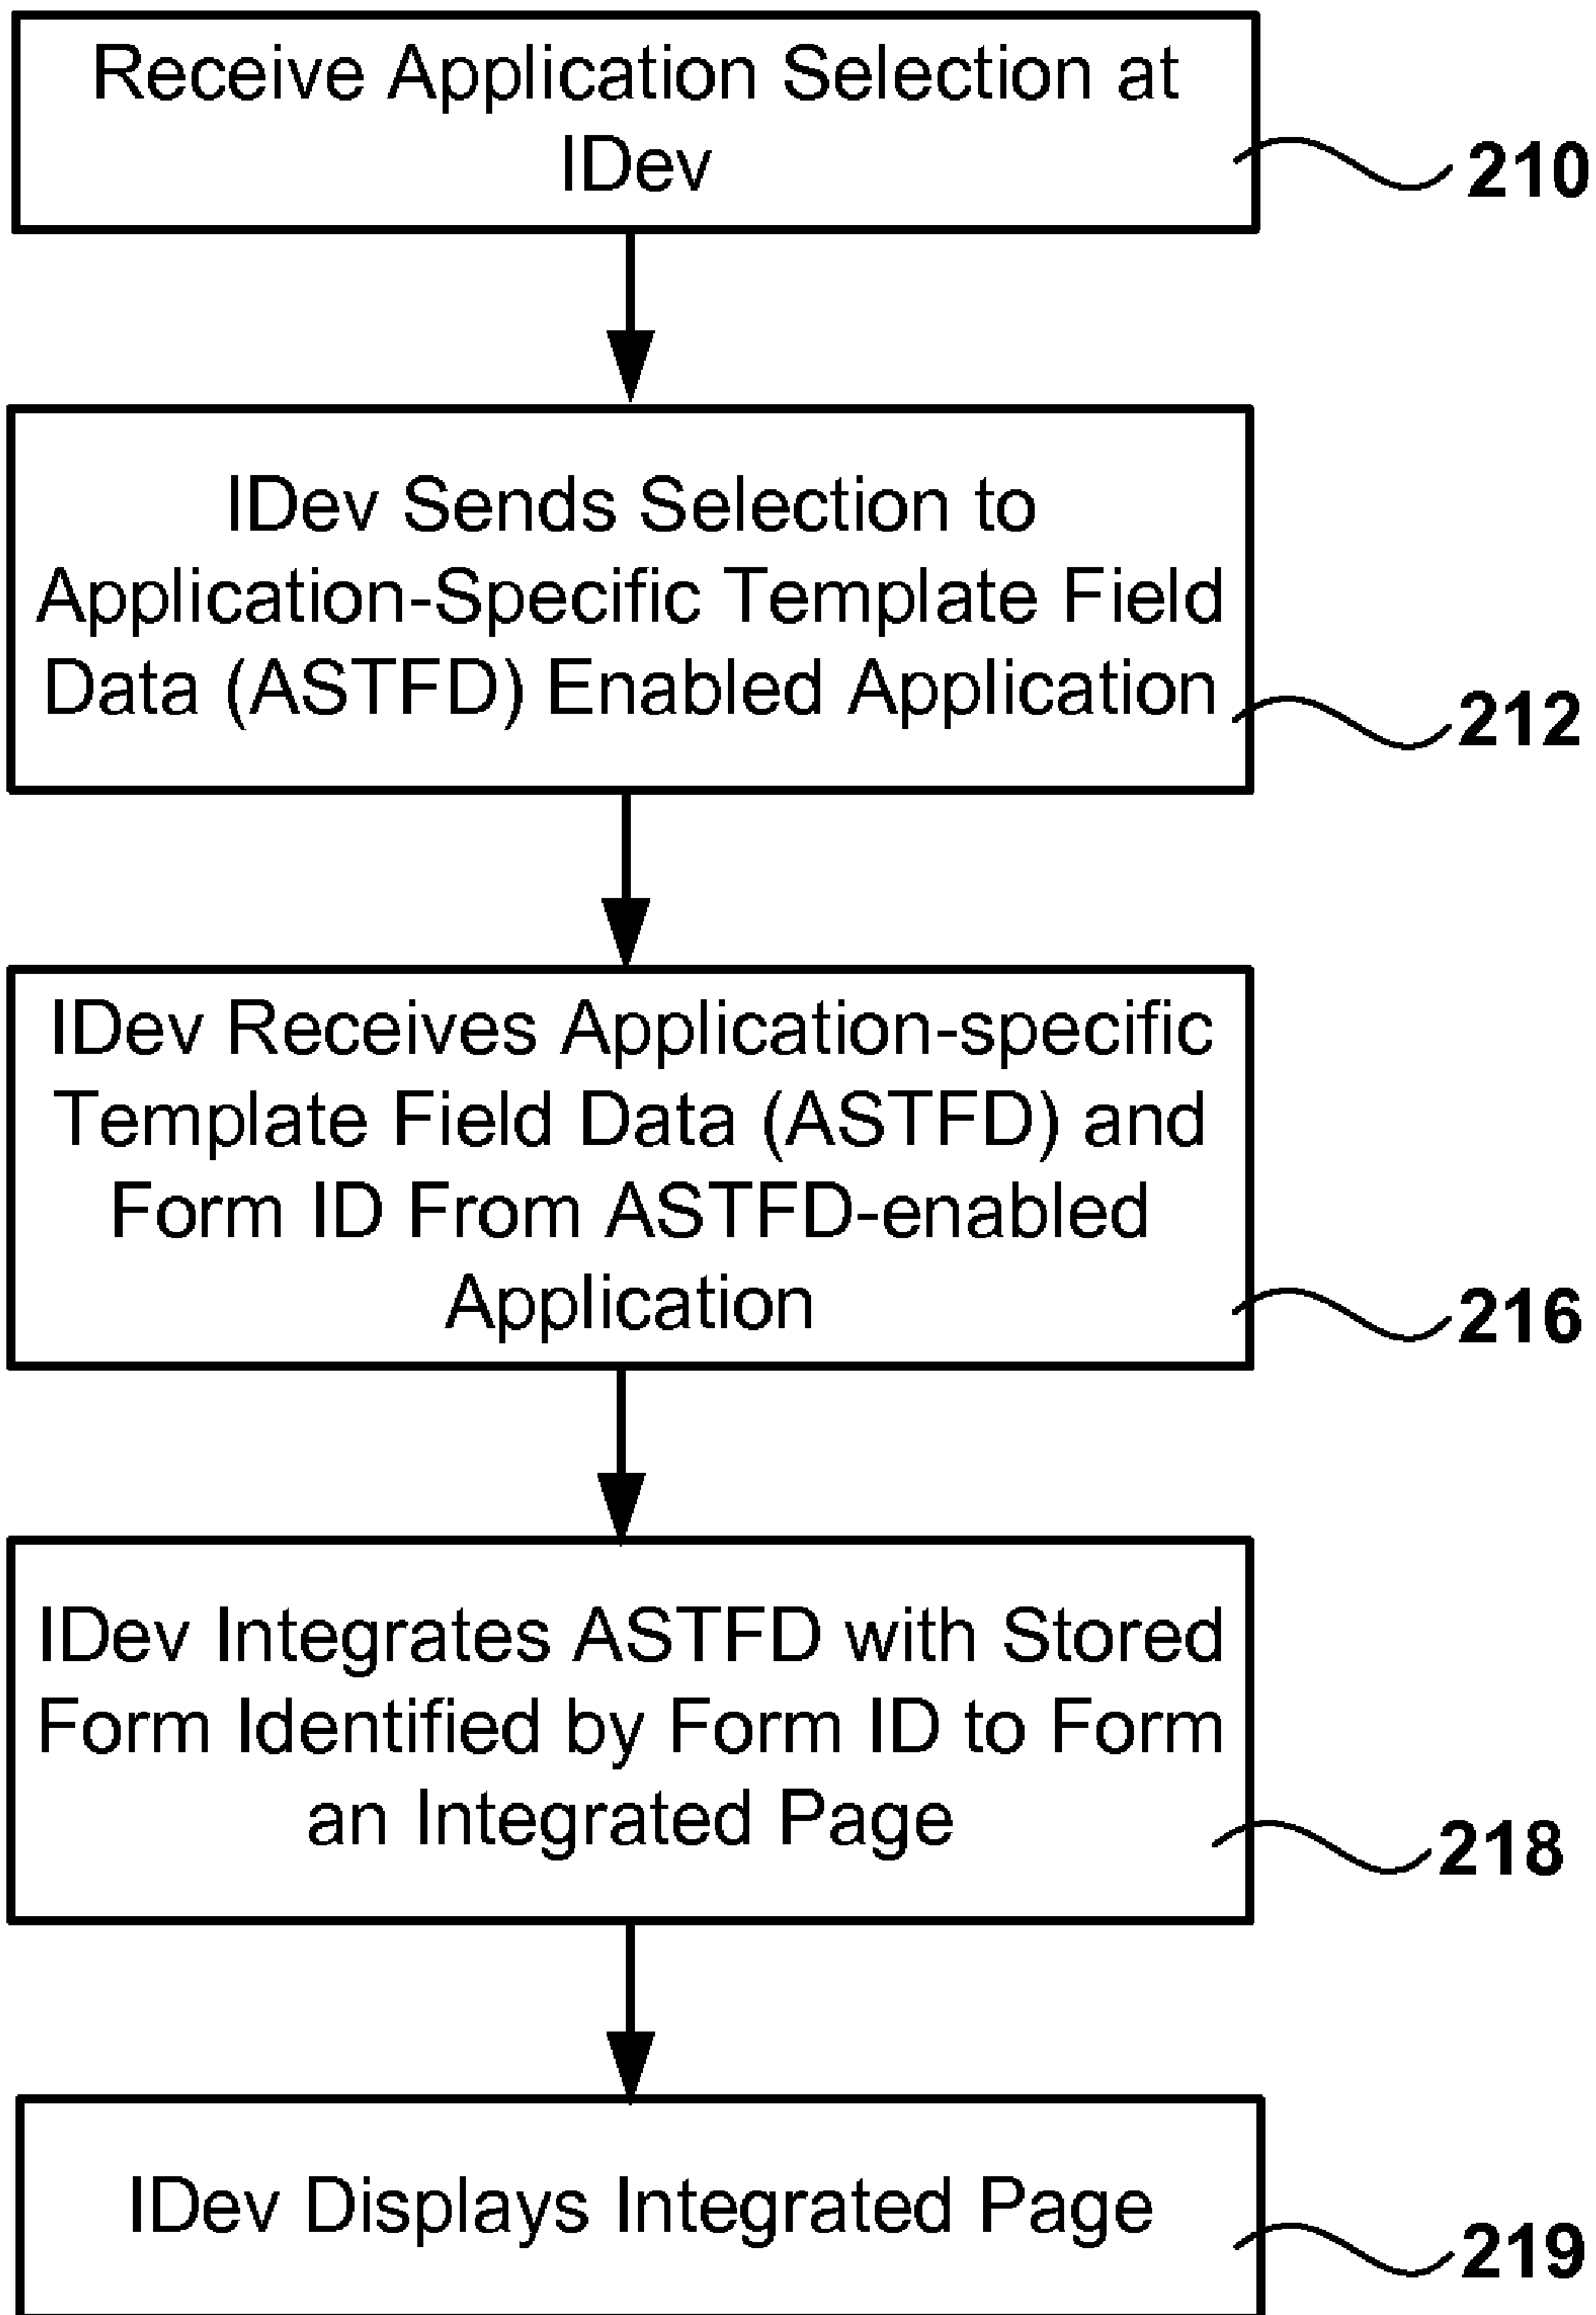 Receive Application Selection at
IDev
210
IDev Sends Selection to
Application-Specific Template Field
Data (ASTFD) Enabled Application
212
IDev Receives Application-specific
Template Field Data (ASTFD) and
Form ID From ASTFD-enabled
Application
216
IDev Integrates ASTFD with Stored
Form Identified by Form ID to Form
an Integrated Page
218
IDev Displays Integrated Page
219